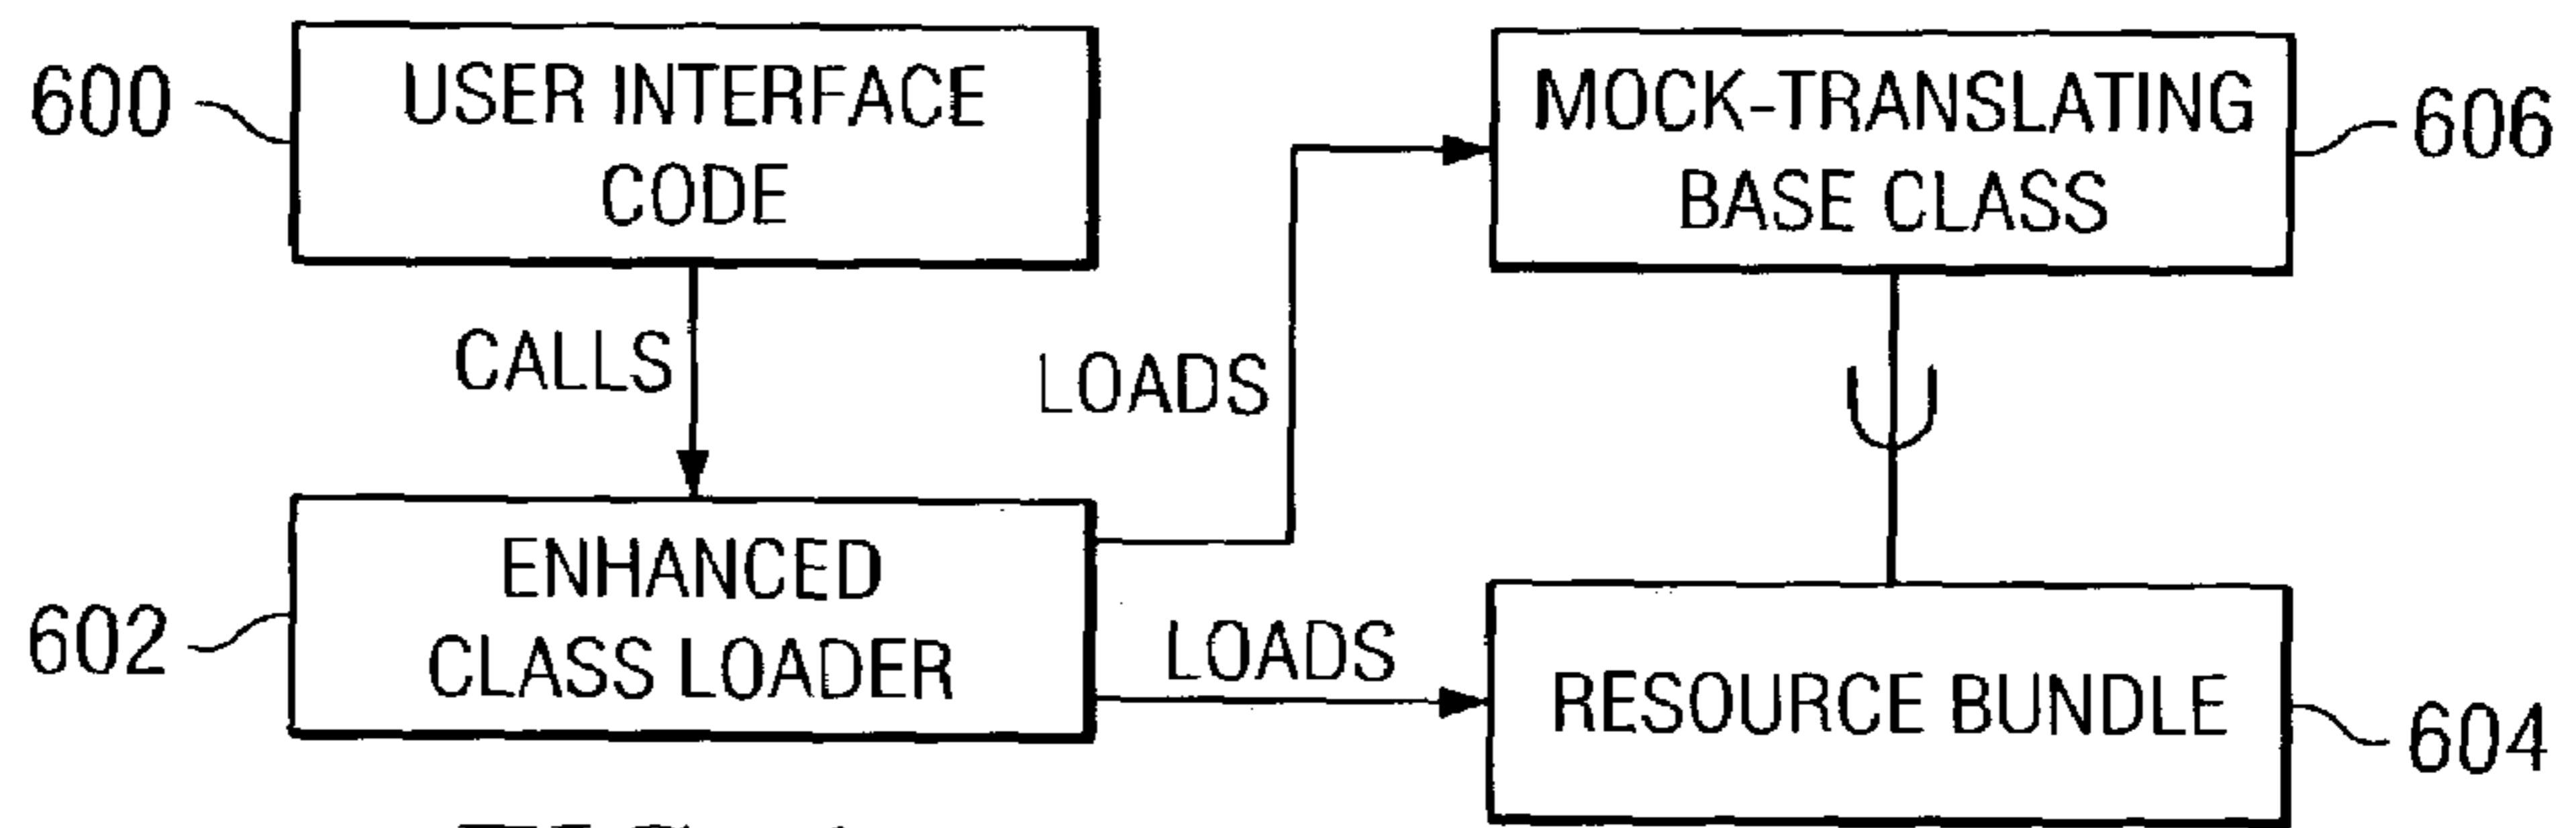 600
USER INTERFACE
CODE
MOCK-TRANSLATING
BASE CLASS
606
CALLS
LOADS
602
ENHANCED
CLASS LOADER
LOADS
RESOURCE BUNDLE
604